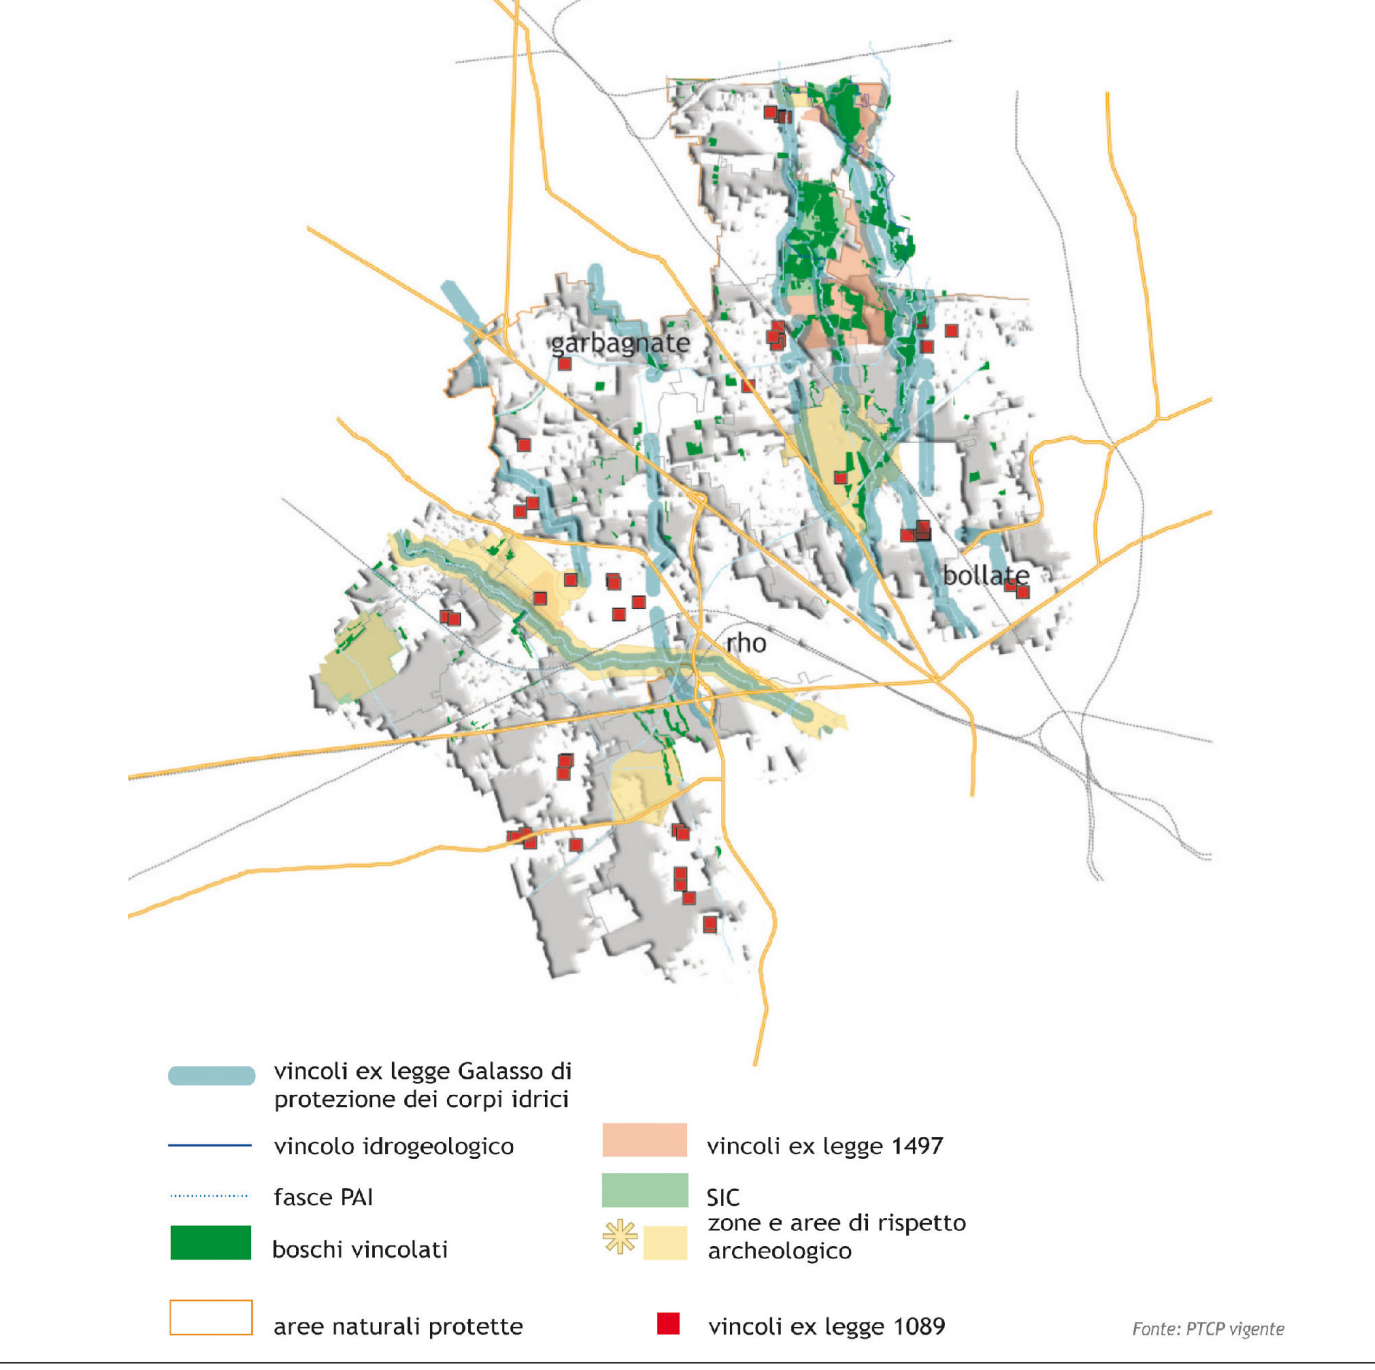 garbagnate
bollate
rho
vincoli ex legge Galasso di
protezione dei corpi idrici
vincolo idrogeologico
fasce PAI
boschi vincolati
aree naturali protette
vincoli ex legge 1497
SIC
zone e aree di rispetto
archeologico
vincoli ex legge 1089
Fonte: PTCP vigente